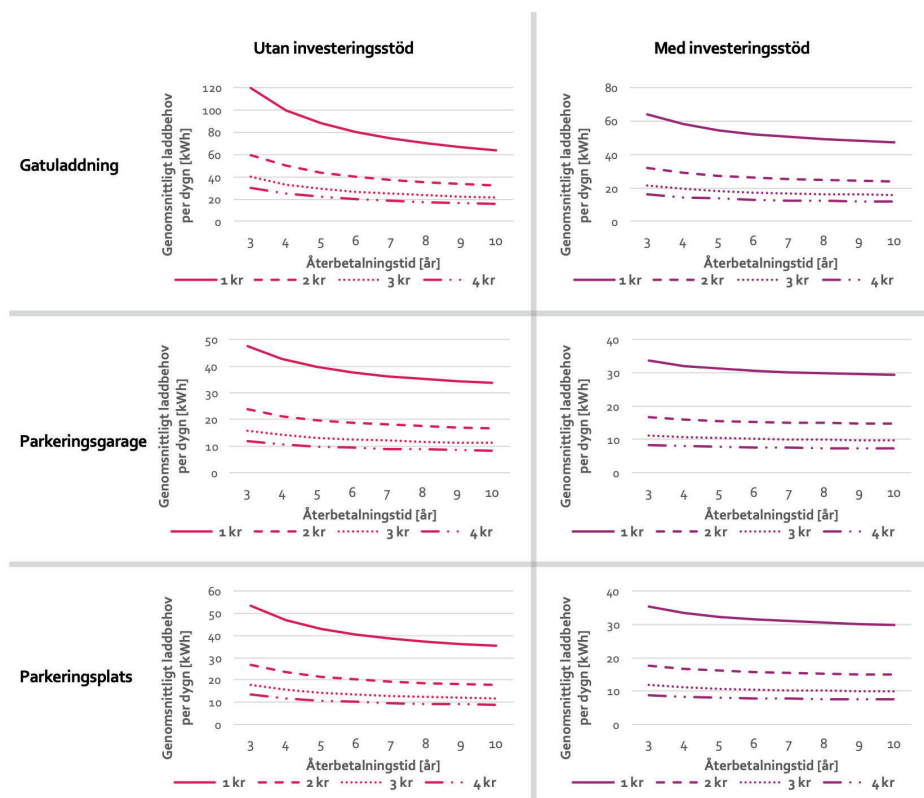 Utan investeringsstöd
Med investeringsstöd
Gatuladdning
Genomsnittligt laddbehov
per dygn [kWh]
120
100
80
60
40
20
0
3 4 5 6 7 8 9 10
Återbetalningstid [år]
1 kr 2 kr 3 kr 4 kr
Genomsnittligt laddbehov
per dygn [kWh]
80
60
40
20
0
3 4 5 6 7 8 9 10
Återbetalningstid [år]
1 kr 2 kr 3 kr 4 kr
Parkeringsgarage
Genomsnittligt laddbehov
per dygn [kWh]
50
40
30
20
10
0
3 4 5 6 7 8 9 10
Återbetalningstid [år]
1 kr 2 kr 3 kr 4 kr
Genomsnittligt laddbehov
per dygn [kWh]
40
30
20
10
0
3 4 5 6 7 8 9 10
Återbetalningstid [år]
1 kr 2 kr 3 kr 4 kr
Parkeringsplats
Genomsnittligt laddbehov
per dygn [kWh]
60
50
40
30
20
10
0
3 4 5 6 7 8 9 10
Återbetalningstid [år]
1 kr 2 kr 3 kr 4 kr
Genomsnittligt laddbehov
per dygn [kWh]
40
30
20
10
0
3 4 5 6 7 8 9 10
Återbetalningstid [år]
1 kr 2 kr 3 kr 4 kr